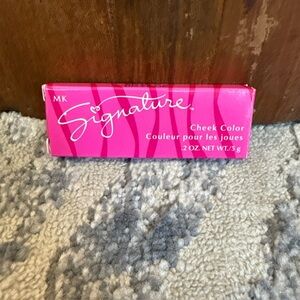 MK
Signature.
Cheek Color
Couleur pour les joues
.2 OZ. NET WT./5 g